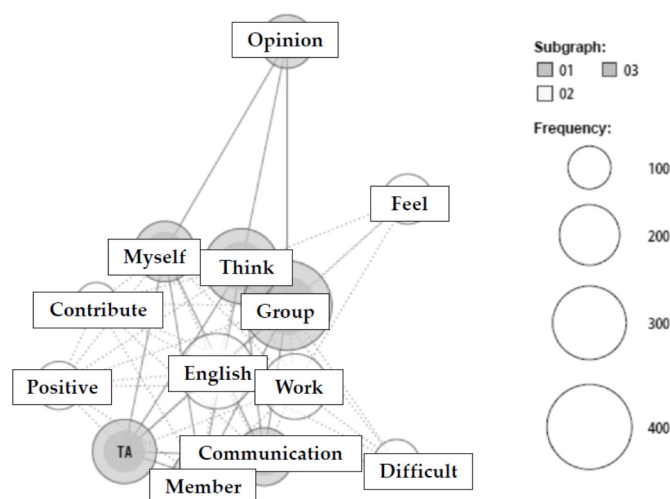 Opinion
Subgraph:
01 03
02
Frequency:
100
Feel
Myself
Think
200
Contribute
Group
300
English
Positive
Work
400
TA
Communication
Difficult
Member